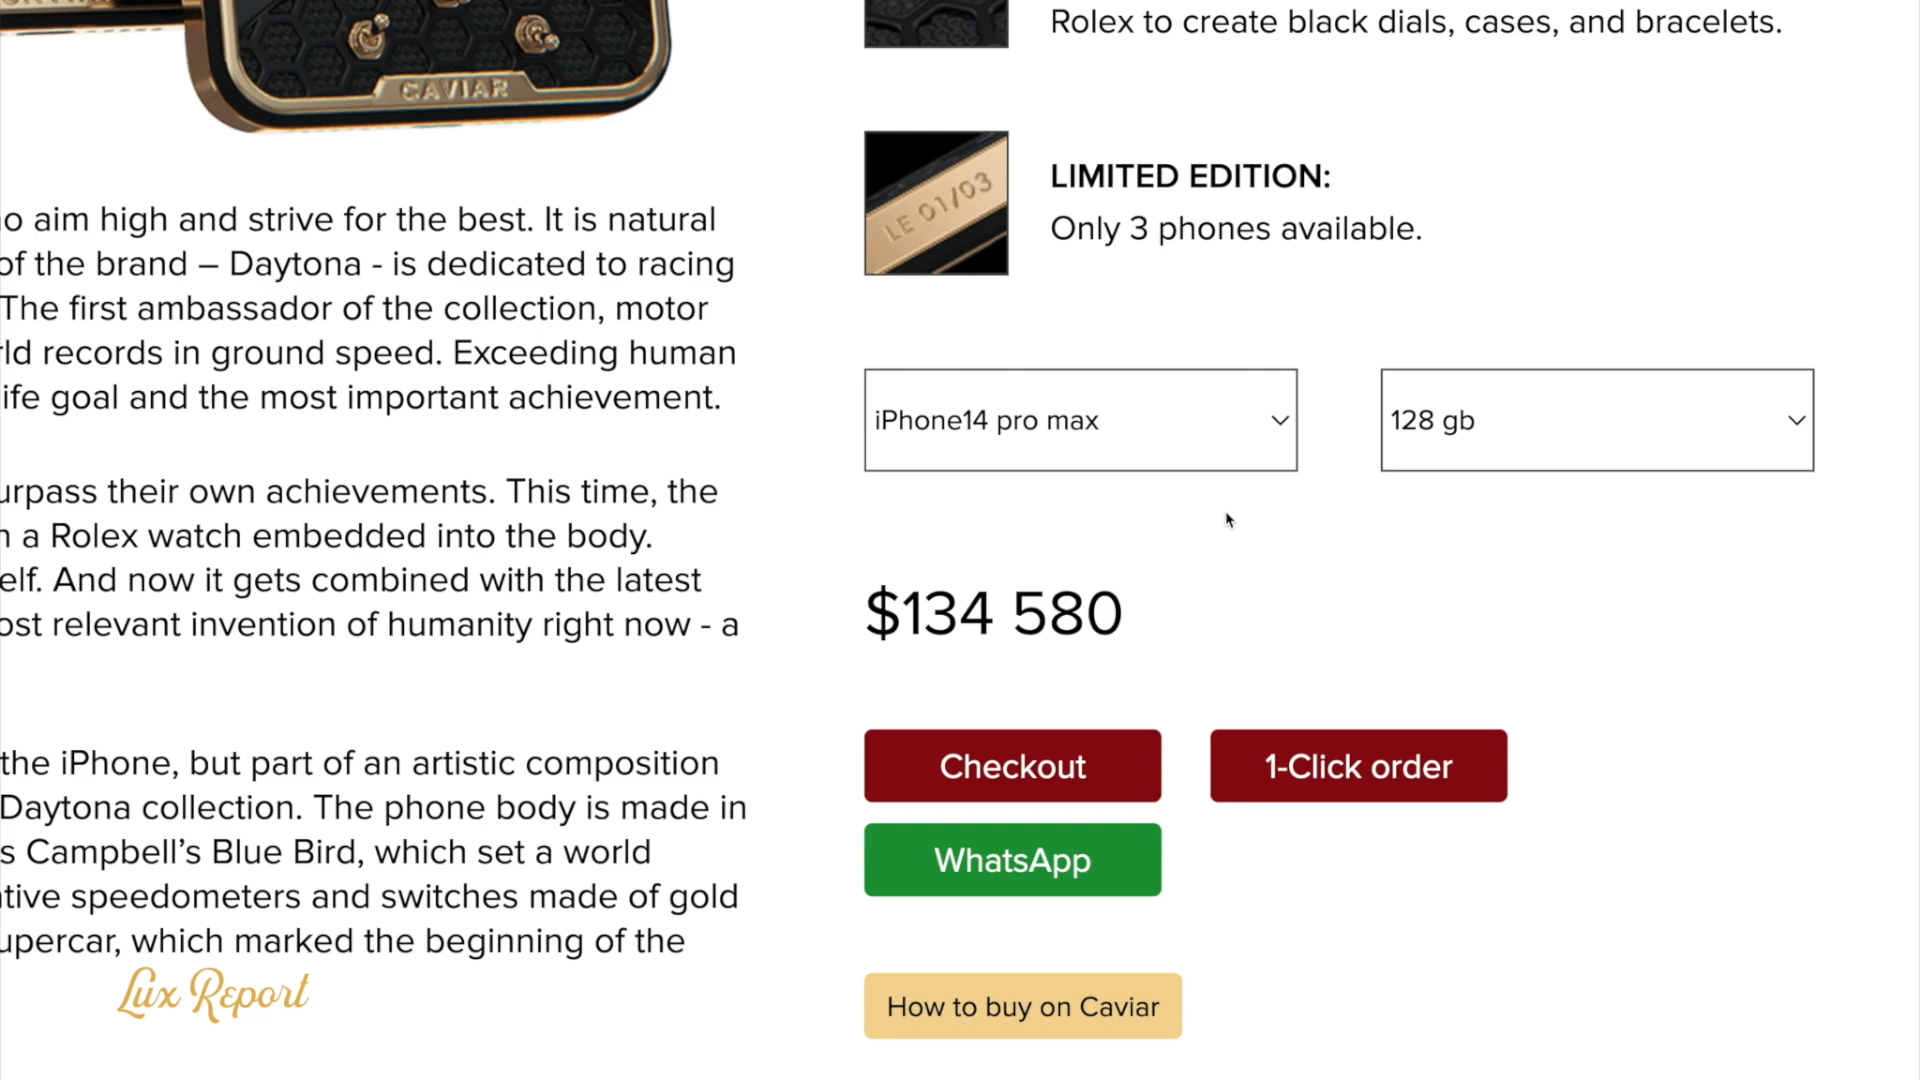 CAVIAR
o aim high and strive for the best. It is natural
of the brand – Daytona - is dedicated to racing
The first ambassador of the collection, motor
rld records in ground speed. Exceeding human
ife goal and the most important achievement.
urpass their own achievements. This time, the
a Rolex watch embedded into the body.
elf. And now it gets combined with the latest
ost relevant invention of humanity right now - a
the iPhone, but part of an artistic composition
Daytona collection. The phone body is made in
s Campbell’s Blue Bird, which set a world
tive speedometers and switches made of gold
upercar, which marked the beginning of the
Lux Report
Rolex to create black dials, cases, and bracelets.
LE 01/03
LIMITED EDITION:
Only 3 phones available.
iPhone14 pro max
128 gb
$134 580
Checkout
1-Click order
WhatsApp
How to buy on Caviar